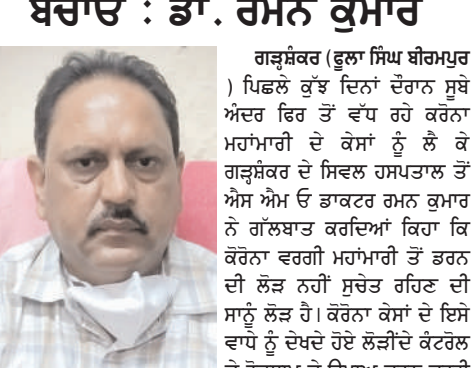 ਬਚਾਓ : ਡਾ. ਰਮਨ ਕੁਮਾਰ
ਗੜ੍ਹਸ਼ੰਕਰ (ਫੂਲਾ ਸਿੰਘ ਬੀਰਮਪੁਰ
) ਪਿਛਲੇ ਕੁੱਝ ਦਿਨਾਂ ਦੌਰਾਨ ਸੂਬੇ
ਅੰਦਰ ਫਿਰ ਤੋਂ ਵੱਧ ਰਹੇ ਕਰੋਨਾ
ਮਹਾਂਮਾਰੀ ਦੇ ਕੇਸਾਂ ਨੂੰ ਲੈ ਕੇ
ਗੜ੍ਹਸ਼ੰਕਰ ਦੇ ਸਿਵਲ ਹਸਪਤਾਲ ਤੋਂ
ਐਸ ਐਮ ਓ ਡਾਕਟਰ ਰਮਨ ਕੁਮਾਰ
ਨੇ ਗੱਲਬਾਤ ਕਰਦਿਆਂ ਕਿਹਾ ਕਿ
ਕੋਰੋਨਾ ਵਰਗੀ ਮਹਾਂਮਾਰੀ ਤੋਂ ਡਰਨ
ਦੀ ਲੋੜ ਨਹੀਂ ਸੁਚੇਤ ਰਹਿਣ ਦੀ
ਸਾਨੂੰ ਲੋੜ ਹੈ। ਕੋਰੋਨਾ ਕੇਸਾਂ ਦੇ ਇਸੇ
ਵਾਧੇ ਨੂੰ ਦੇਖਦੇ ਹੋਏ ਲੋੜੀਂਦੇ ਕੰਟਰੋਲ